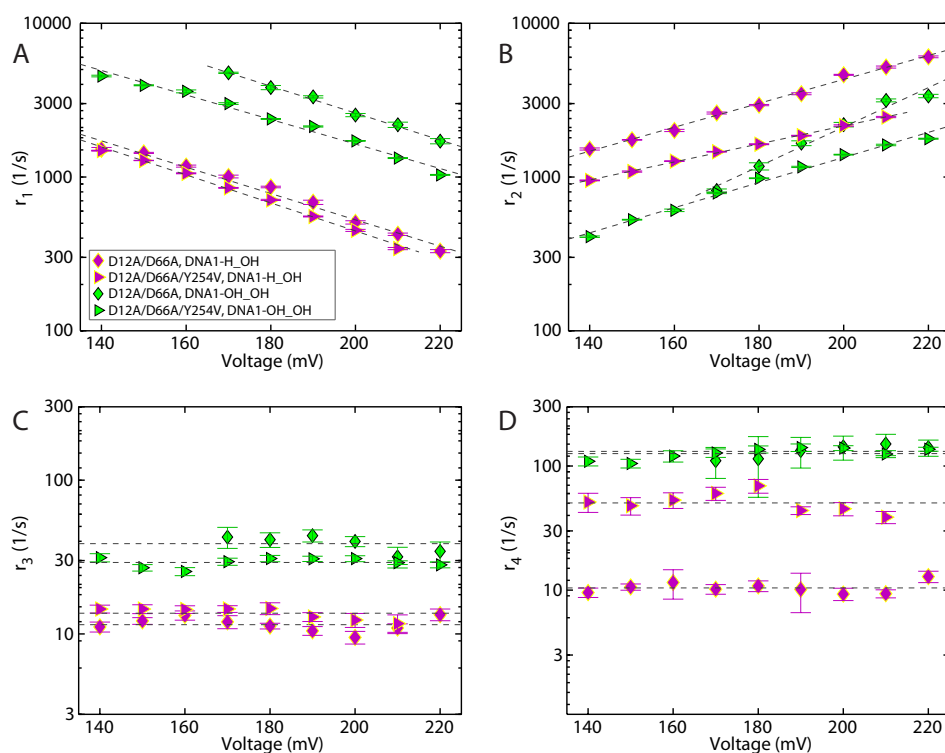 A
10000
3000
1000
300
100
r1 (1/s)
D12A/D66A, DNA1-H_OH
D12A/D66A/Y254V, DNA1-H_OH
D12A/D66A, DNA1-OH_OH
D12A/D66A/Y254V, DNA1-OH_OH
140 160 180 200 220
Voltage (mV)
B
10000
3000
1000
300
100
r2 (1/s)
140 160 180 200 220
Voltage (mV)
C
300
100
30
10
3
r3 (1/s)
140 160 180 200 220
Voltage (mV)
D
300
100
30
10
3
r4 (1/s)
140 160 180 200 220
Voltage (mV)